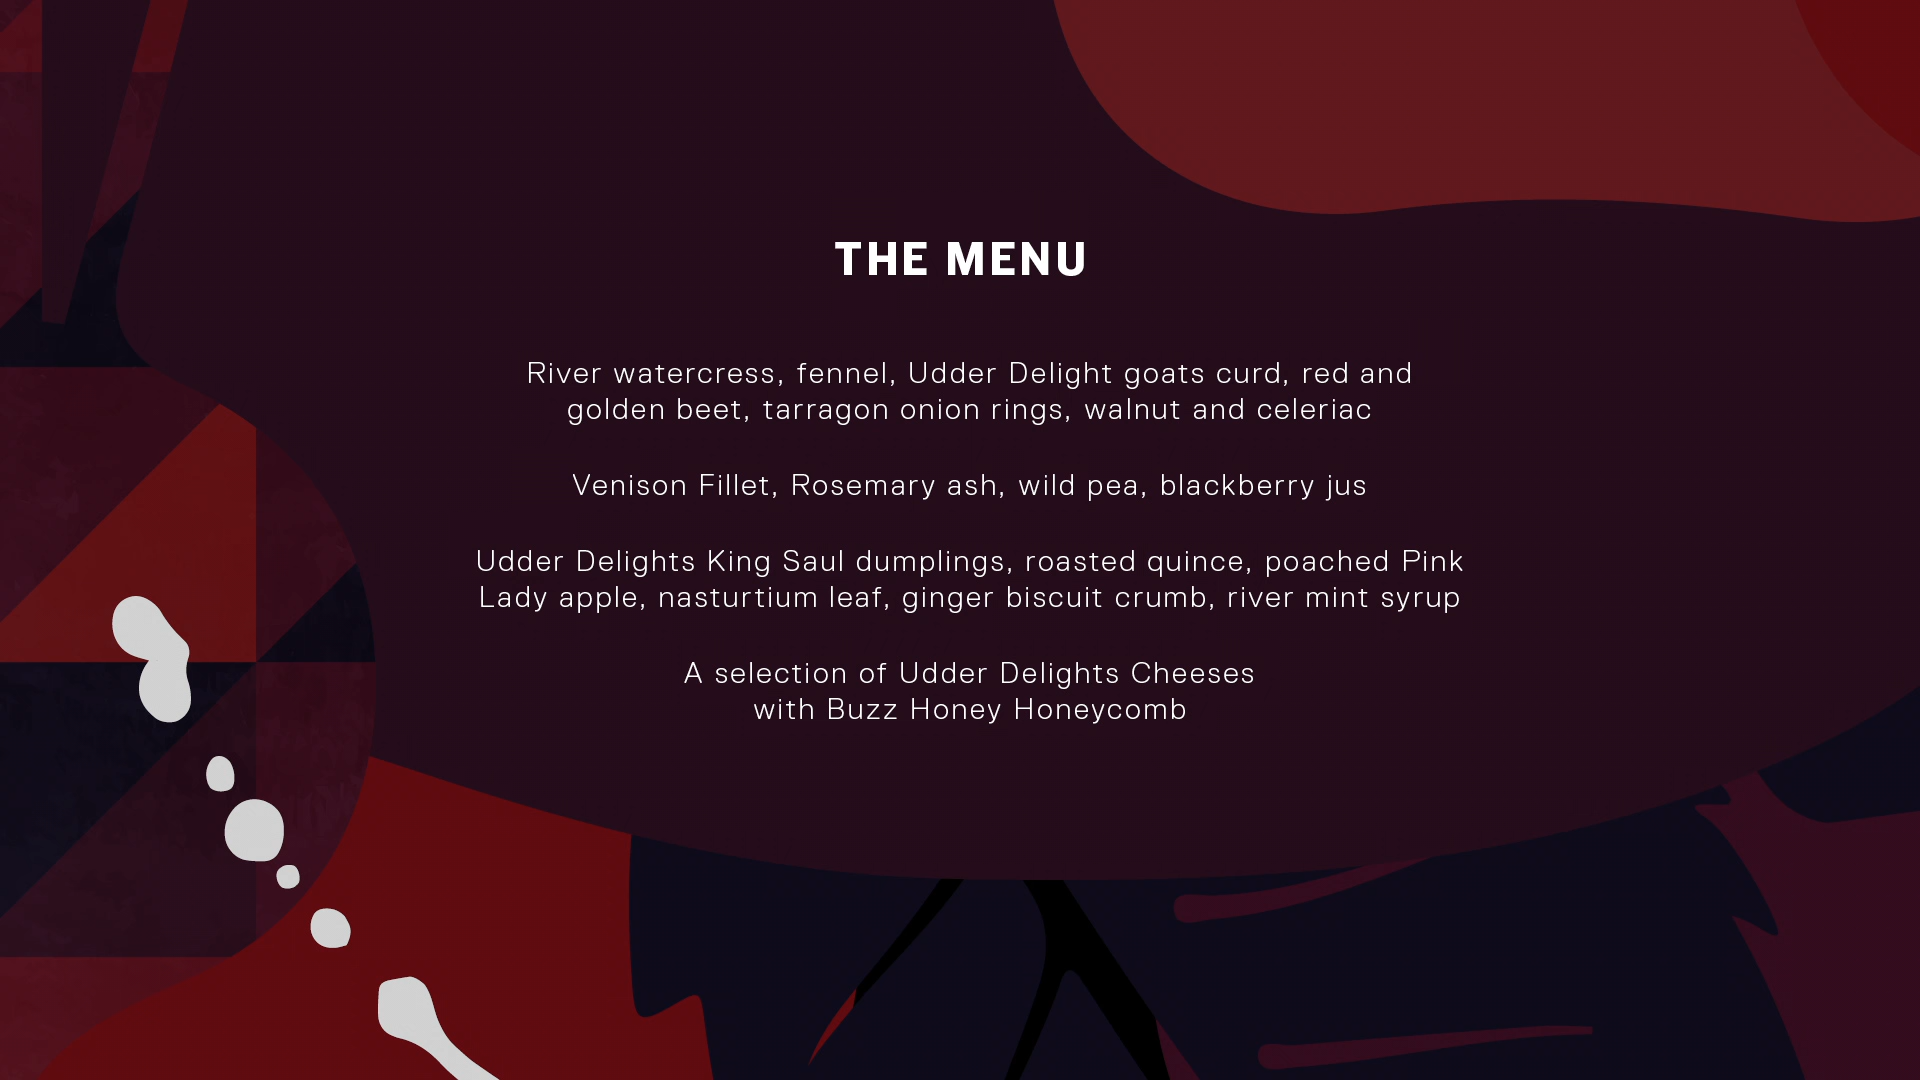 THE MENU
River watercress, fennel, Udder Delight goats curd, red and
golden beet, tarragon onion rings, walnut and celeriac
Venison Fillet, Rosemary ash, wild pea, blackberry jus
Udder Delights King Saul dumplings, roasted quince, poached Pink
Lady apple, nasturtium leaf, ginger biscuit crumb, river mint syrup
A selection of Udder Delights Cheeses
with Buzz Honey Honeycomb